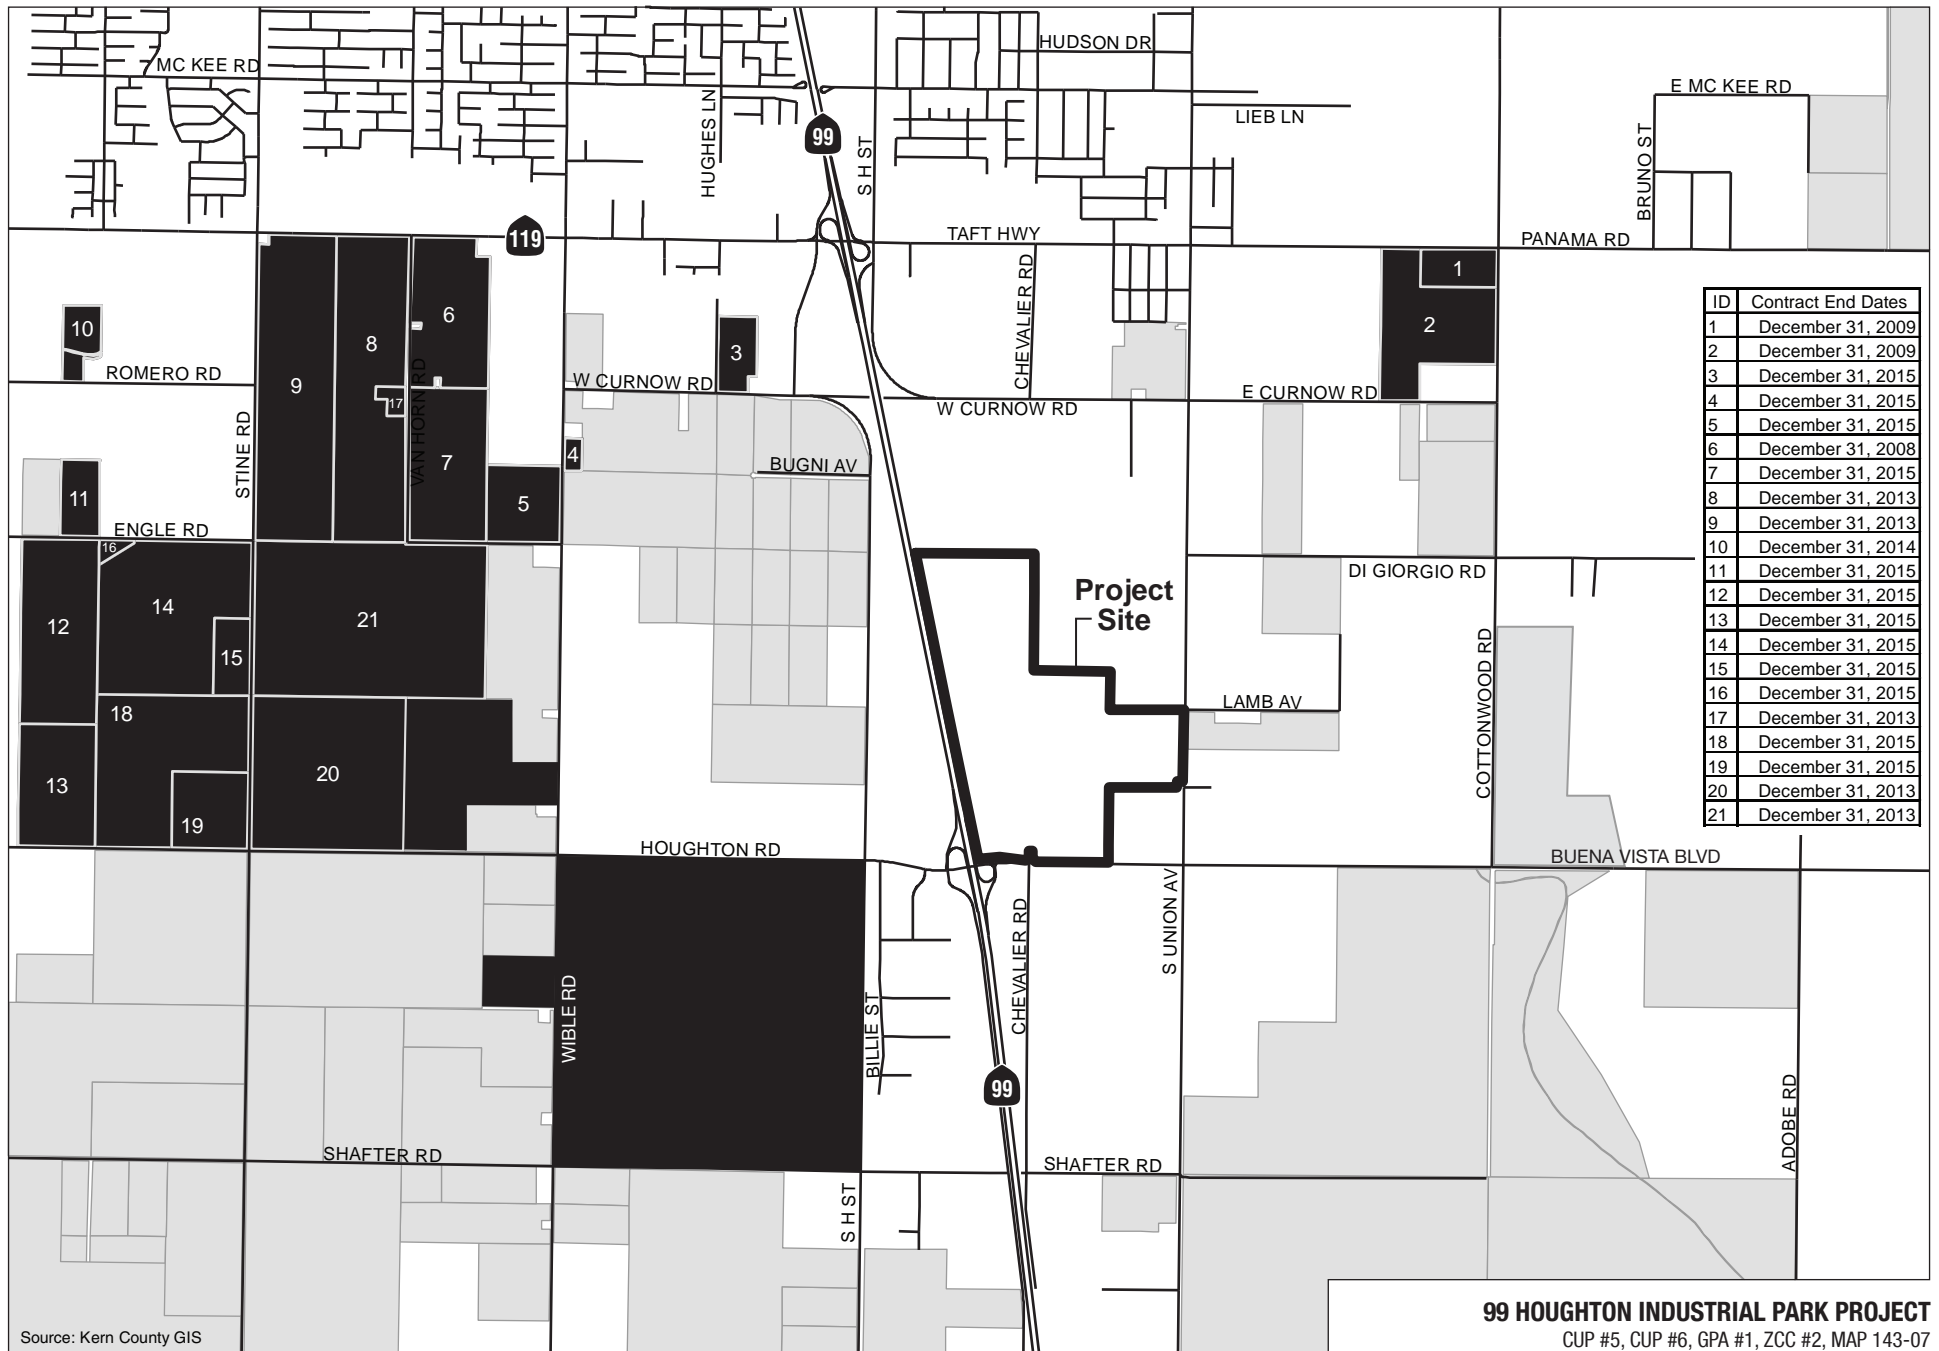 HUDSON DR
MC KEE RD
E MC KEE RD
HUGHES LN
LIEB LN
99
S H ST
BRUNO ST
119
TAFT HWY
PANAMA RD
1
CHEVALIER RD
ID Contract End Dates
1 December 31, 2009
2 December 31, 2009
3 December 31, 2015
4 December 31, 2015
5 December 31, 2015
6 December 31, 2008
7 December 31, 2015
8 December 31, 2013
9 December 31, 2013
10 December 31, 2014
11 December 31, 2015
12 December 31, 2015
13 December 31, 2015
14 December 31, 2015
15 December 31, 2015
16 December 31, 2015
17 December 31, 2013
18 December 31, 2015
19 December 31, 2015
20 December 31, 2013
21 December 31, 2013
10
6
8
3
2
ROMERO RD
9
VAN HORN RD
W CURNOW RD
E CURNOW RD
17
W CURNOW RD
STINE RD
7
4
BUGNI AV
11
5
ENGLE RD
16
DI GIORGIO RD
Project
Site
12
14
21
15
COTTONWOOD RD
18
LAMB AV
13
20
19
HOUGHTON RD
BUENA VISTA BLVD
S UNION AV
CHEVALIER RD
WIBLE RD
BILLIE ST
99
ADOBE RD
SHAFTER RD
SHAFTER RD
S H ST
99 HOUGHTON INDUSTRIAL PARK PROJECT
Source: Kern County GIS
CUP #5, CUP #6, GPA #1, ZCC #2, MAP 143-07